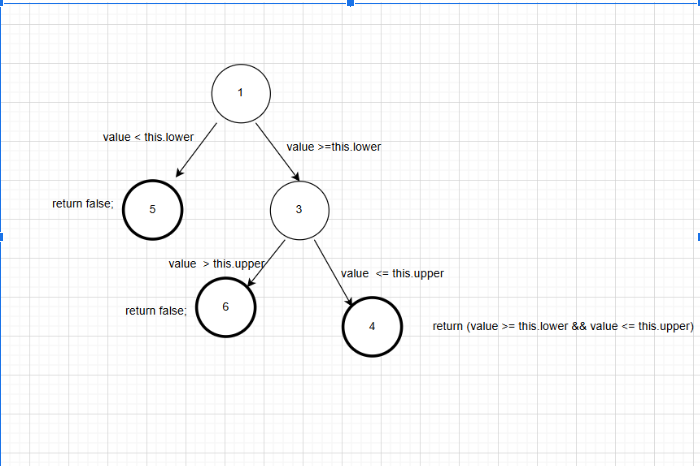 1
value < this.lower
value >=this.lower
return false;
5
3
value > this.upper
value <= this.upper
return false;
6
4
return (value >= this.lower && value <= this.upper)